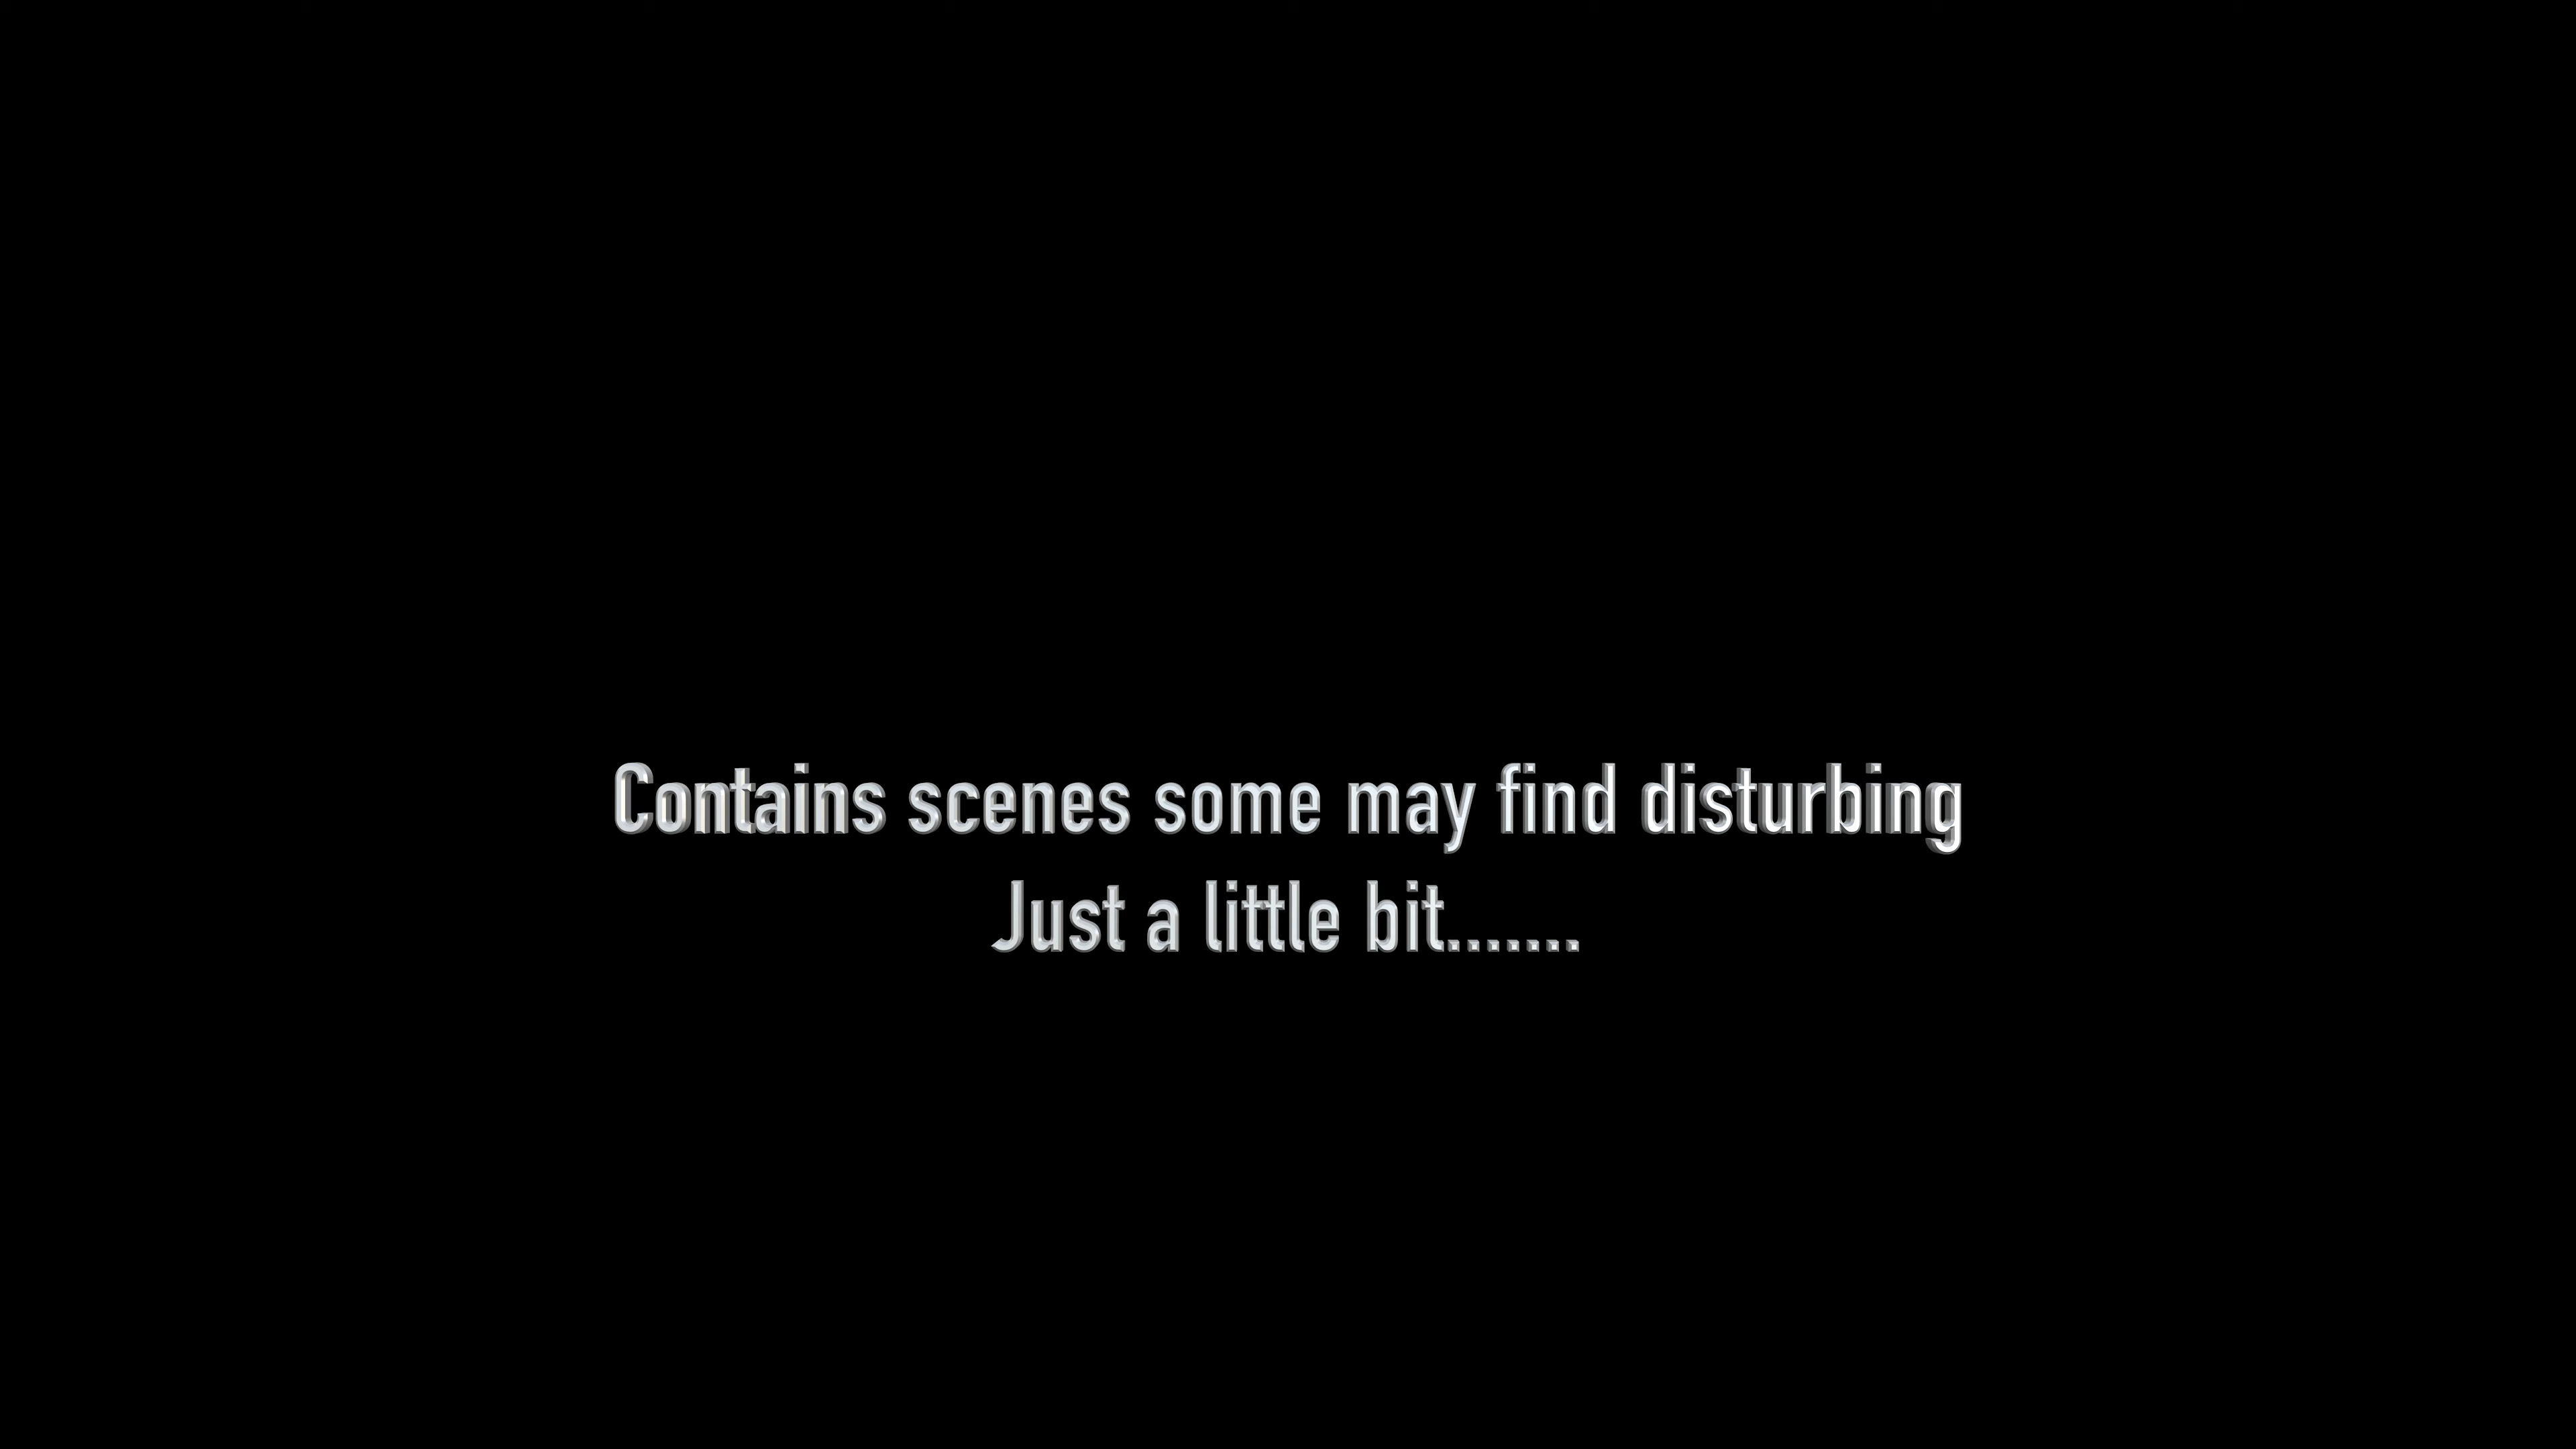 Contains scenes some may find disturbing
Just a little bit.......